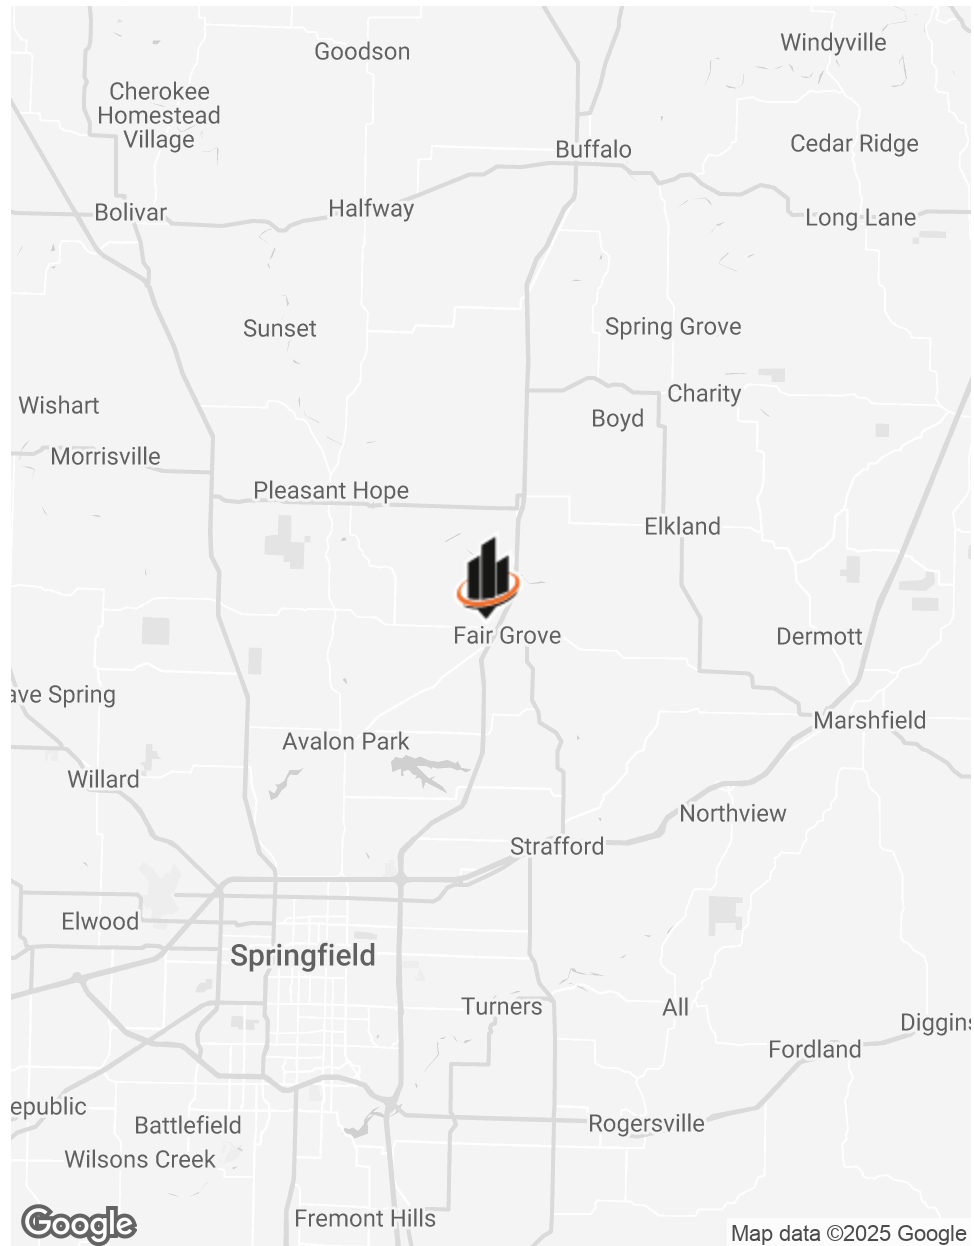 Windyville
Goodson
Cherokee
Homestead
Village
Cedar Ridge
Buffalo
Halfway
Bolivar
Long Lane
Spring Grove
Sunset
Charity
Wishart
Boyd
Morrisville
Pleasant Hope
Elkland
Fair Grove
Dermott
ave Spring
Marshfield
Avalon Park
Willard
Northview
Strafford
Elwood
Springfield
Turners
All
Diggins
Fordland
epublic
Battlefield
Rogersville
Wilsons Creek
Fremont Hills
Google
Map data ©2025 Google